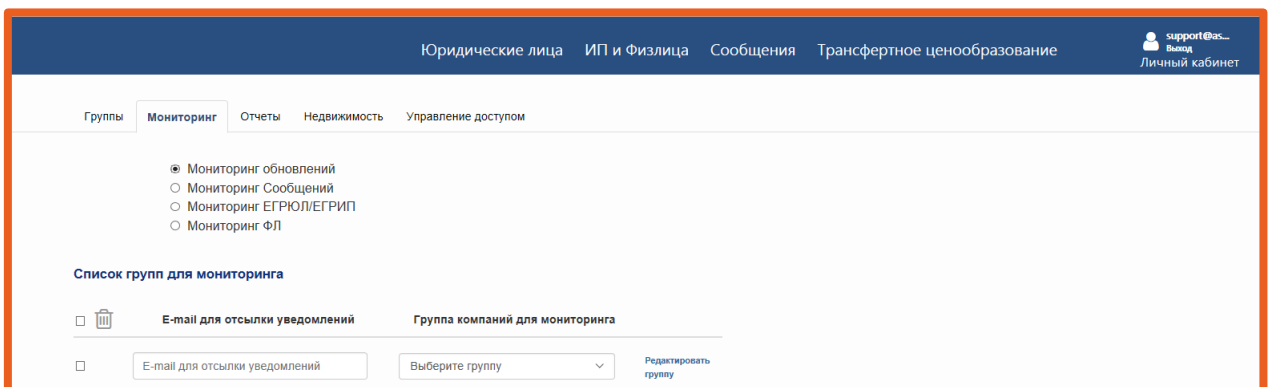 Юридические лица ИП и Физлица Сообщения Трансфертное ценообразование
support@as...
Выход
Личный кабинет
Группы Мониторинг Отчеты Недвижимость Управление доступом
Мониторинг обновлений
Мониторинг Сообщений
Мониторинг ЕГРЮЛ/ЕГРИП
Мониторинг ФЛ
Список групп для мониторинга
E-mail для отсылки уведомлений Группа компаний для мониторинга
E-mail для отсылки уведомлений Выберите группу Редактировать
группу